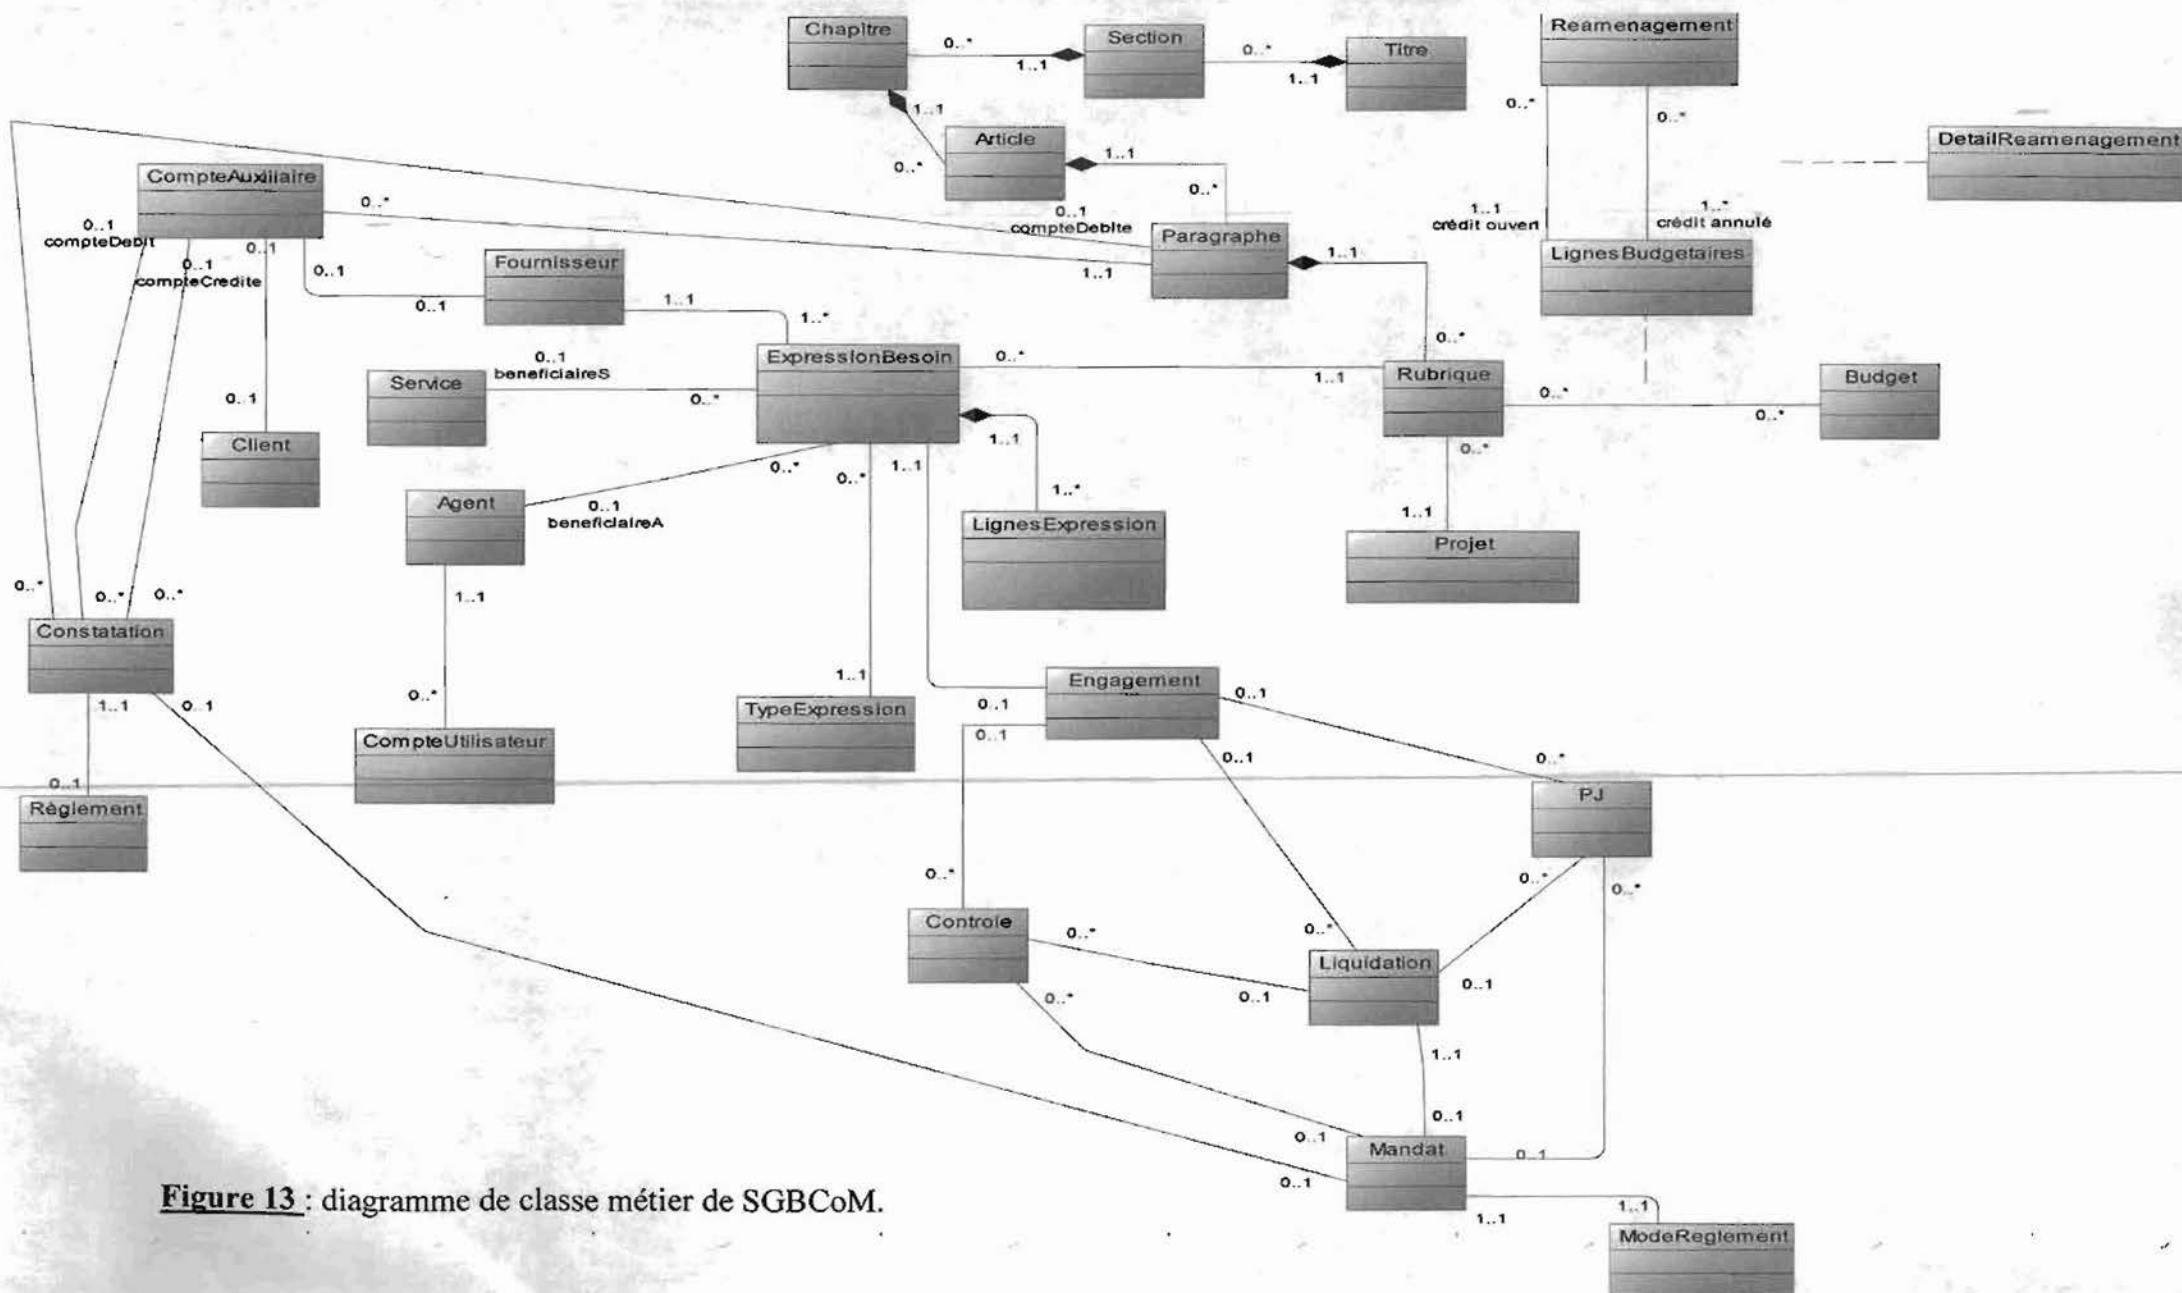 Chapître
0..*
1..1
Section
0..*
1..1
Titre
Reamenagement
0..*
0..*
1..1
Article
0..*
1..1
0..*
DetailReamenagement
CompteAuxiliaire
0..*
0..1
compteDebit
0..1
compteCredite
0..1
0..1
0..1
compteDebite
1..1
Paragraphe
1..1
1..1
crédit ouvert
1..*
crédit annulé
LignesBudgetaires
Fournisseur
0..1
1..1
1..*
0..*
ExpressionBesoin
0..*
1..1
Rubrique
0..*
0..*
Budget
Service
0..1
beneficiaireS
0..*
0..1
Client
1..1
0..*
0..*
1..1
0..*
Agent
0..1
beneficiaireA
1..*
LignesExpression
1..1
Projet
0..*
0..*
0..*
1..1
Constatation
1..1
0..1
0..*
1..1
TypeExpression
Engagement
0..1
0..1
0..1
0..1
0..*
CompteUtilisateur
0..1
Règlement
PJ
0..*
0..*
0..*
Controle
0..*
0..*
Liquidation
0..1
0..1
0..*
1..1
0..1
0..1
Mandat
0..1
0..1
1..1
1..1
ModeReglement
Figure 13 : diagramme de classe métier de SGBCoM.